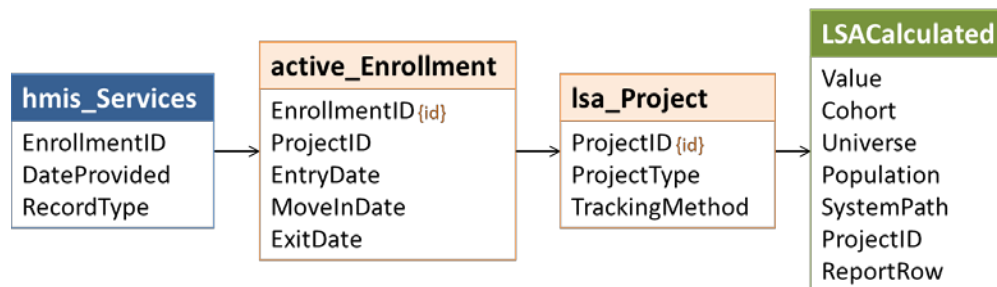 hmis_Services
EnrollmentID
DateProvided
RecordType
active_Enrollment
EnrollmentID {id}
ProjectID
EntryDate
MoveInDate
ExitDate
lsa_Project
ProjectID {id}
ProjectType
TrackingMethod
LSACalculated
Value
Cohort
Universe
Population
SystemPath
ProjectID
ReportRow